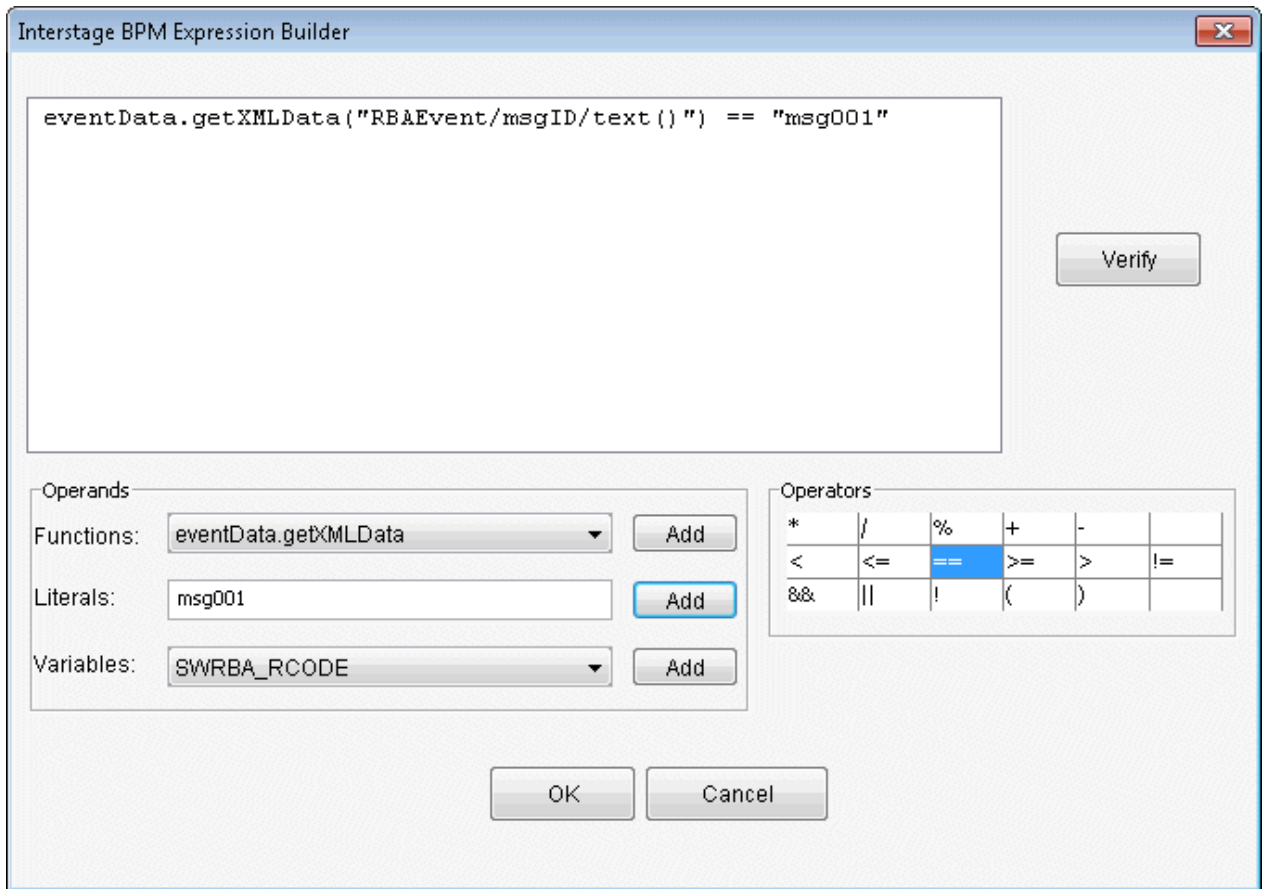 Interstage BPM Expression Builder
eventData.getXMLData("RBAEvent/msgID/text()") == "msg001"
Verify
Operands
Functions: eventData.getXMLData Add
Literals: msg001 Add
Variables: SWRBA_RCODE Add
Operators
* / % + -
< <= == >= > !=
&& || ! ( )
OK Cancel